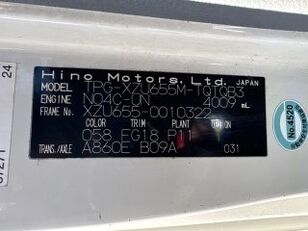 Hino Motors, Ltd. JAPAN
MODEL TPG-XZU655M-TQTQB3
ENGINE N04C-UN 4009 mL
FRAME No. XZU655-0010322
COLOR TRIM PLANT OPTION
058 FG18 P11
TRANS/AXLE A860E B09A 031
24
No.4520